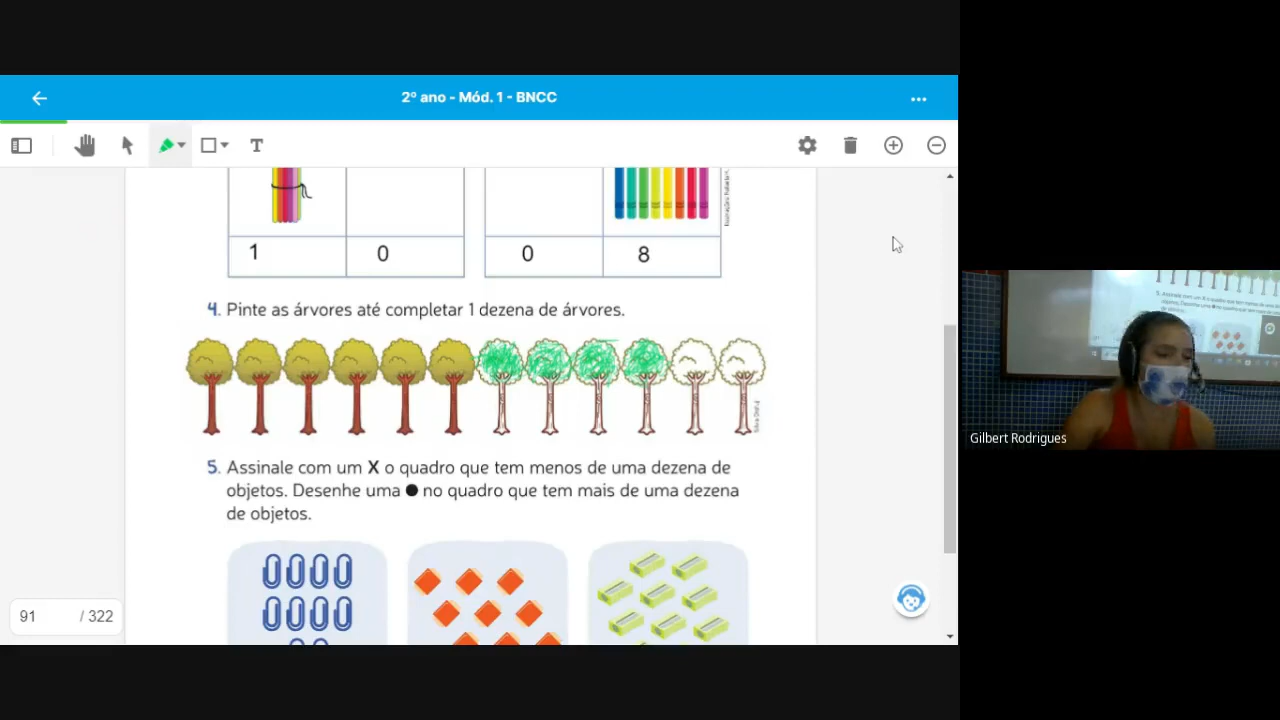 2º ano - Mód. 1 - BNCC
T
1 0 0 8
4. Pinte as árvores até completar 1 dezena de árvores.
5. Assinale com um X o quadro que tem menos de uma dezena de
objetos. Desenhe uma ● no quadro que tem mais de uma dezena
de objetos.
91 / 322
Gilbert Rodrigues